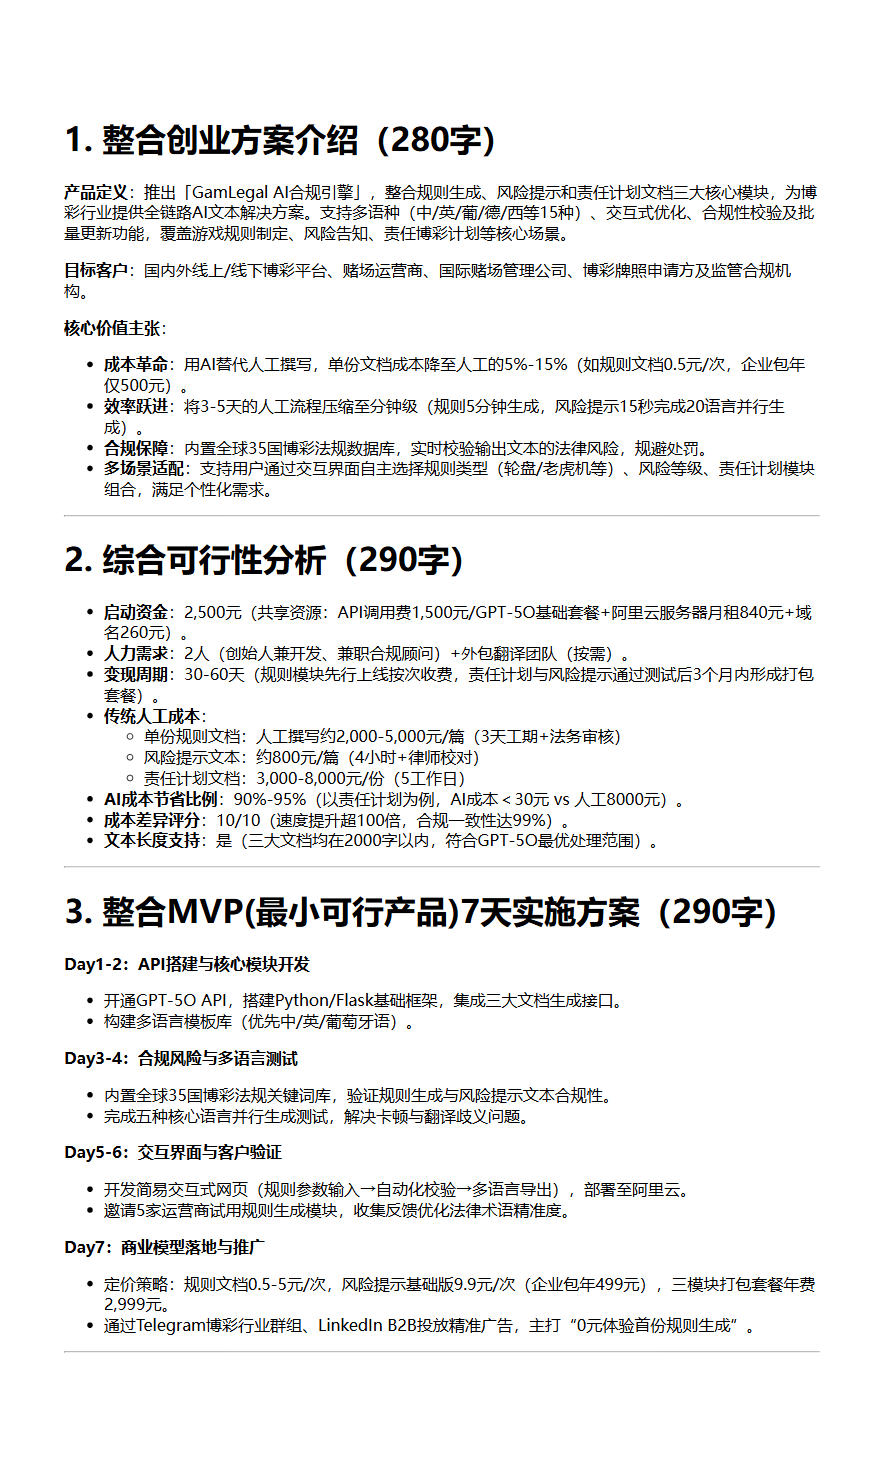 1. 整合创业方案介绍（280字）
产品定义：推出「GamLegal AI合规引擎」，整合规则生成、风险提示和责任计划文档三大核心模块，为博
彩行业提供全链路AI文本解决方案。支持多语种（中/英/葡/德/西等15种）、交互式优化、合规性校验及批
量更新功能，覆盖游戏规则制定、风险告知、责任博彩计划等核心场景。
目标客户：国内外线上/线下博彩平台、赌场运营商、国际赌场管理公司、博彩牌照申请方及监管合规机
构。
核心价值主张：
• 成本革命：用AI替代人工撰写，单份文档成本降至人工的5%-15%（如规则文档0.5元/次，企业包年
仅500元）。
• 效率跃进：将3-5天的人工流程压缩至分钟级（规则5分钟生成，风险提示15秒完成20语言并行生
成）。
• 合规保障：内置全球35国博彩法规数据库，实时校验输出文本的法律风险，规避处罚。
• 多场景适配：支持用户通过交互界面自主选择规则类型（轮盘/老虎机等）、风险等级、责任计划模块
组合，满足个性化需求。
2. 综合可行性分析（290字）
• 启动资金：2,500元（共享资源：API调用费1,500元/GPT-5O基础套餐+阿里云服务器月租840元+域
名260元）。
• 人力需求：2人（创始人兼开发、兼职合规顾问）+外包翻译团队（按需）。
• 变现周期：30-60天（规则模块先行上线按次收费，责任计划与风险提示通过测试后3个月内形成打包
套餐）。
• 传统人工成本：
◦ 单份规则文档：人工撰写约2,000-5,000元/篇（3天工期+法务审核）
◦ 风险提示文本：约800元/篇（4小时+律师校对）
◦ 责任计划文档：3,000-8,000元/份（5工作日）
• AI成本节省比例：90%-95%（以责任计划为例，AI成本＜30元 vs 人工8000元）。
• 成本差异评分：10/10（速度提升超100倍，合规一致性达99%）。
• 文本长度支持：是（三大文档均在2000字以内，符合GPT-5O最优处理范围）。
3. 整合MVP(最小可行产品)7天实施方案（290字）
Day1-2：API搭建与核心模块开发
• 开通GPT-5O API，搭建Python/Flask基础框架，集成三大文档生成接口。
• 构建多语言模板库（优先中/英/葡萄牙语）。
Day3-4：合规风险与多语言测试
• 内置全球35国博彩法规关键词库，验证规则生成与风险提示文本合规性。
• 完成五种核心语言并行生成测试，解决卡顿与翻译歧义问题。
Day5-6：交互界面与客户验证
• 开发简易交互式网页（规则参数输入→自动化校验→多语言导出），部署至阿里云。
• 邀请5家运营商试用规则生成模块，收集反馈优化法律术语精准度。
Day7：商业模型落地与推广
• 定价策略：规则文档0.5-5元/次，风险提示基础版9.9元/次（企业包年499元），三模块打包套餐年费
2,999元。
• 通过Telegram博彩行业群组、LinkedIn B2B投放精准广告，主打“0元体验首份规则生成”。